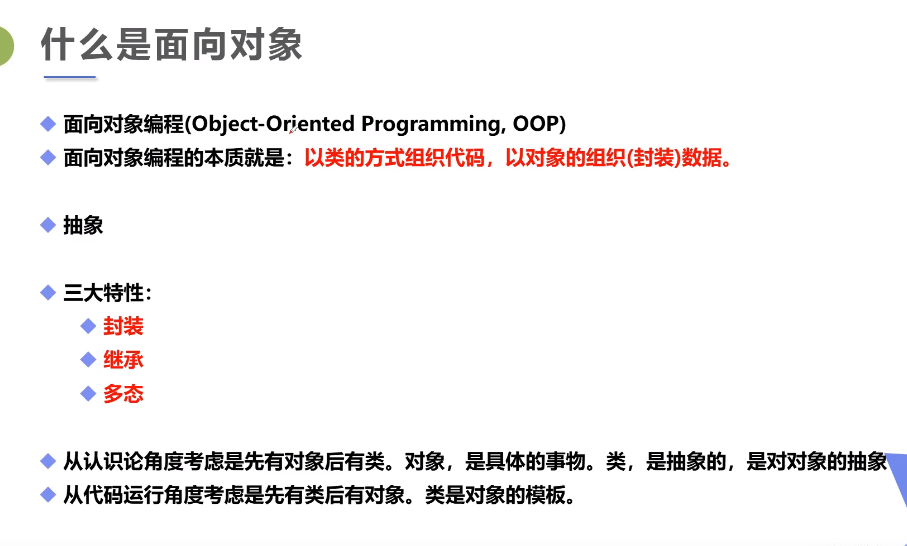 什么是面向对象
面向对象编程(Object-Oriented Programming, OOP)
面向对象编程的本质就是：以类的方式组织代码，以对象的组织(封装)数据。
抽象
三大特性：
封装
继承
多态
从认识论角度考虑是先有对象后有类。对象，是具体的事物。类，是抽象的，是对对象的抽象
从代码运行角度考虑是先有类后有对象。类是对象的模板。